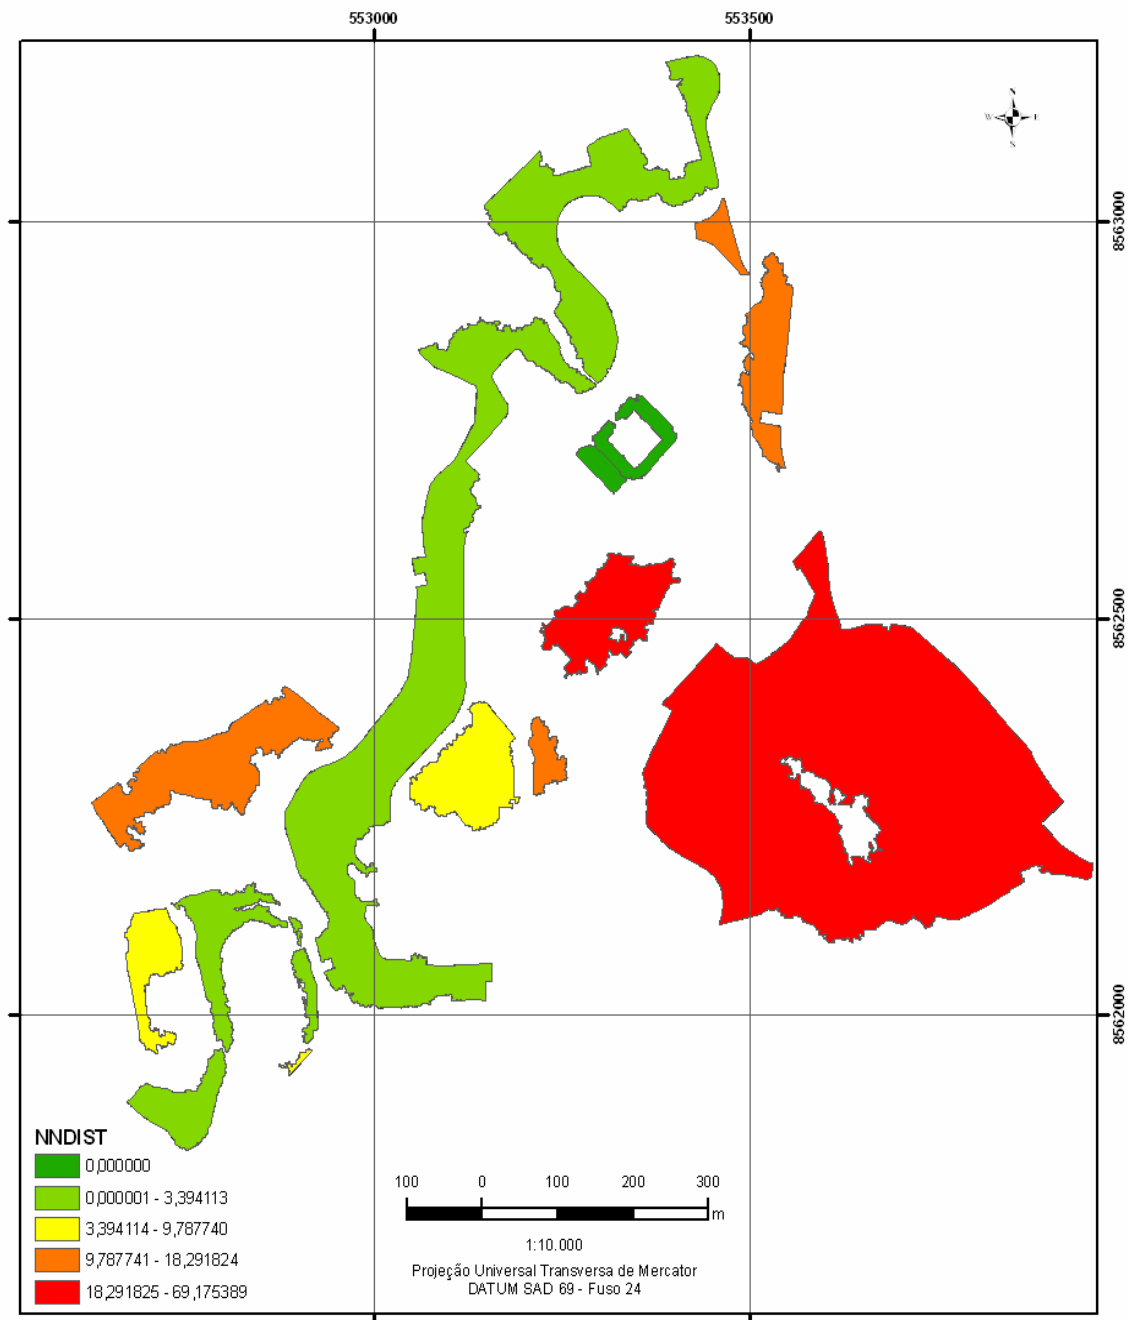 553000 553500
N
W E
S
8563000
8562500
8562000
NNDIST
0,000000
0,000001 - 3,394113
3,394114 - 9,787740
9,787741 - 18,291824
18,291825 - 69,175389
100 0 100 200 300
m
1:10.000
Projeção Universal Transversa de Mercator
DATUM SAD 69 - Fuso 24